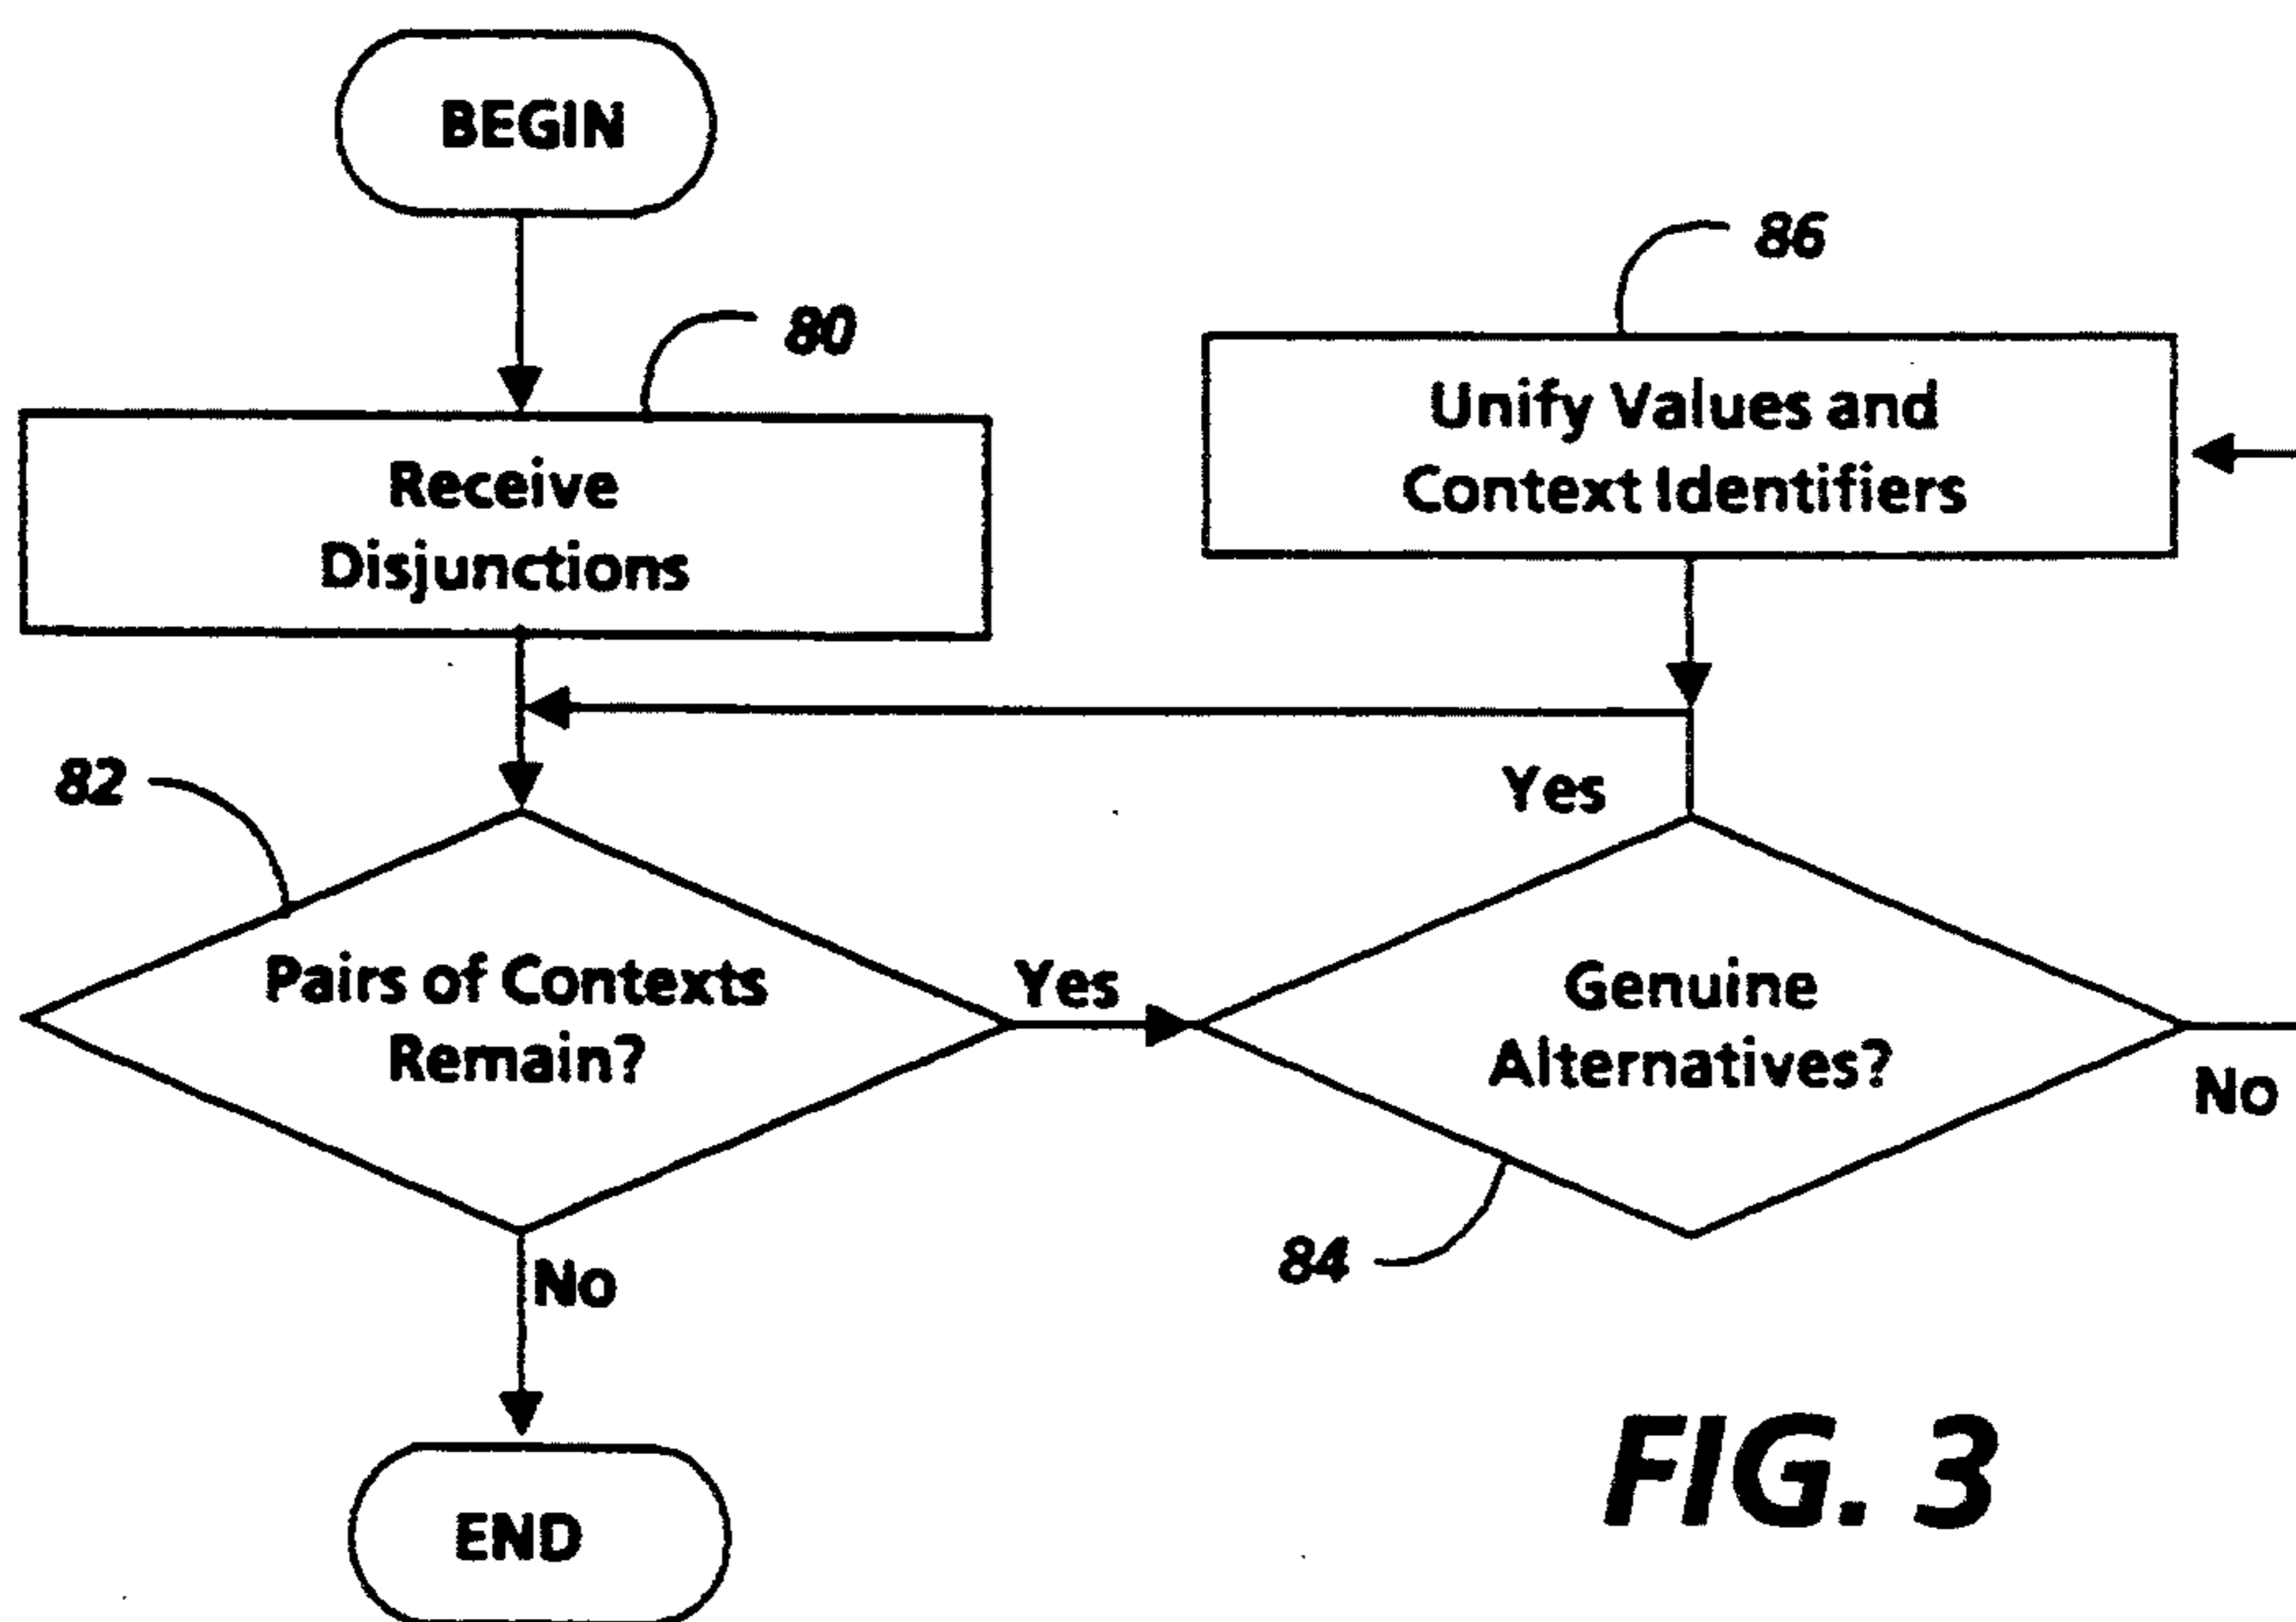 BEGIN
80
Receive
Disjunctions
86
Unify Values and
Context Identifiers
82
Pairs of Contexts
Remain?
Yes
Yes
Genuine
Alternatives?
No
84
No
END
FIG. 3